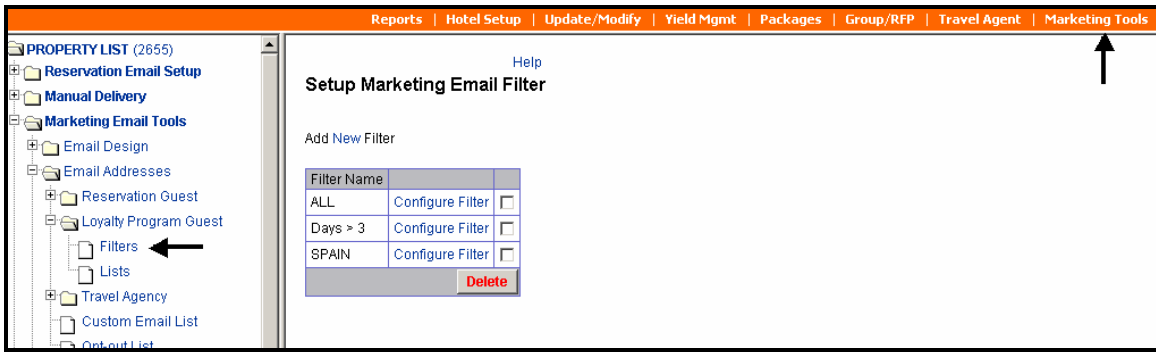 Reports | Hotel Setup | Update/Modify | Yield Mgmt | Packages | Group/RFP | Travel Agent | Marketing Tools
PROPERTY LIST (2655)
Reservation Email Setup
Manual Delivery
Marketing Email Tools
Email Design
Email Addresses
Reservation Guest
Loyalty Program Guest
Filters
Lists
Travel Agency
Custom Email List
Opt-out List
Help
Setup Marketing Email Filter
Add New Filter
Filter Name
ALL Configure Filter
Days > 3 Configure Filter
SPAIN Configure Filter
Delete